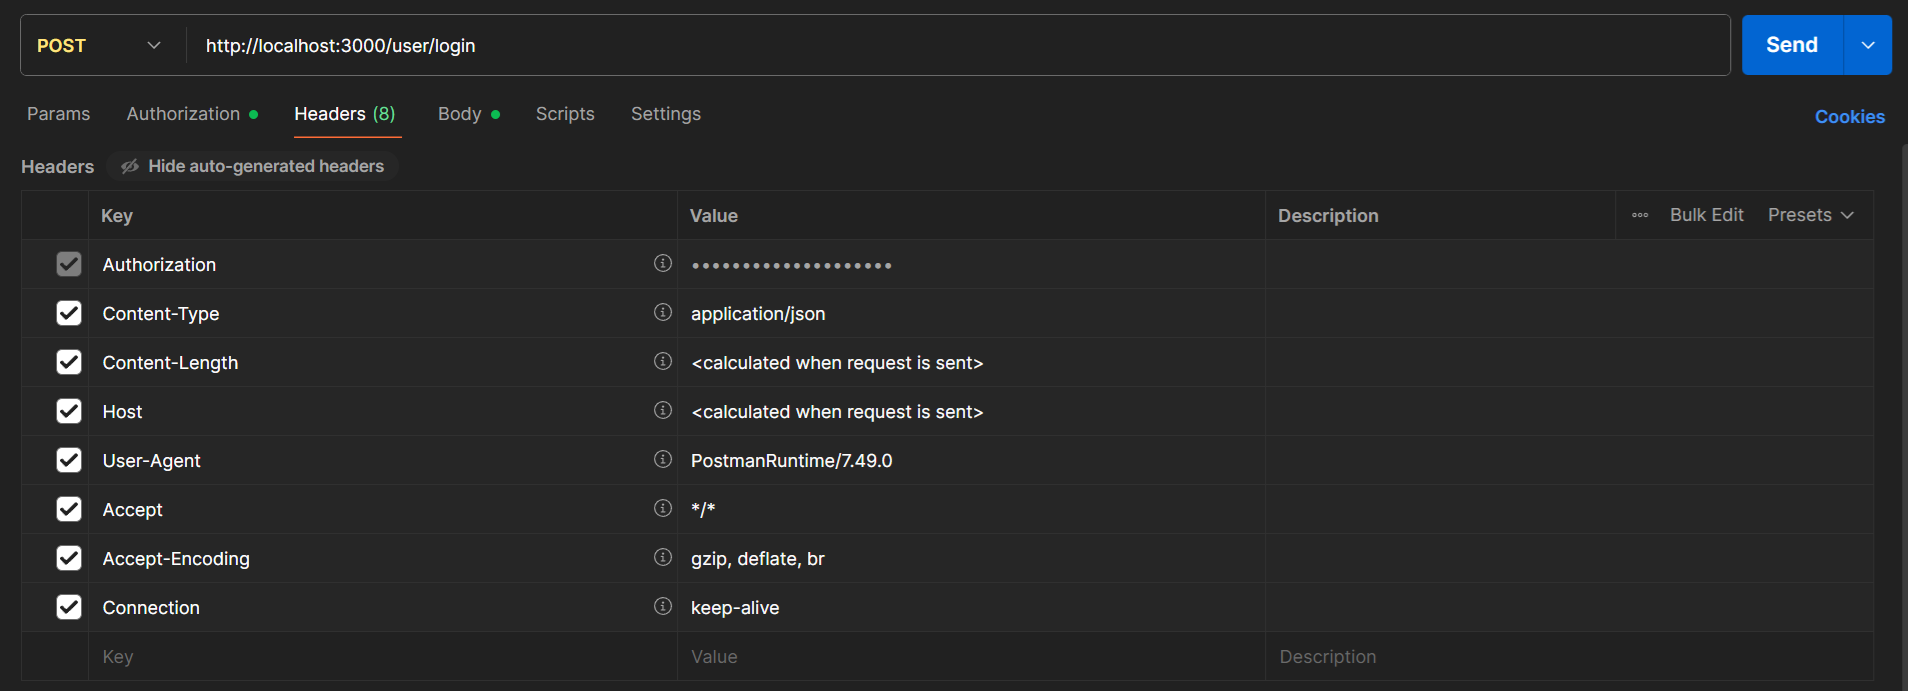 POST http://localhost:3000/user/login Send
Params Authorization Headers (8) Body Scripts Settings Cookies
Headers Hide auto-generated headers
Key Value Description Bulk Edit Presets
Authorization ••••••••••••••••••••
Content-Type application/json
Content-Length <calculated when request is sent>
Host <calculated when request is sent>
User-Agent PostmanRuntime/7.49.0
Accept */*
Accept-Encoding gzip, deflate, br
Connection keep-alive
Key Value Description